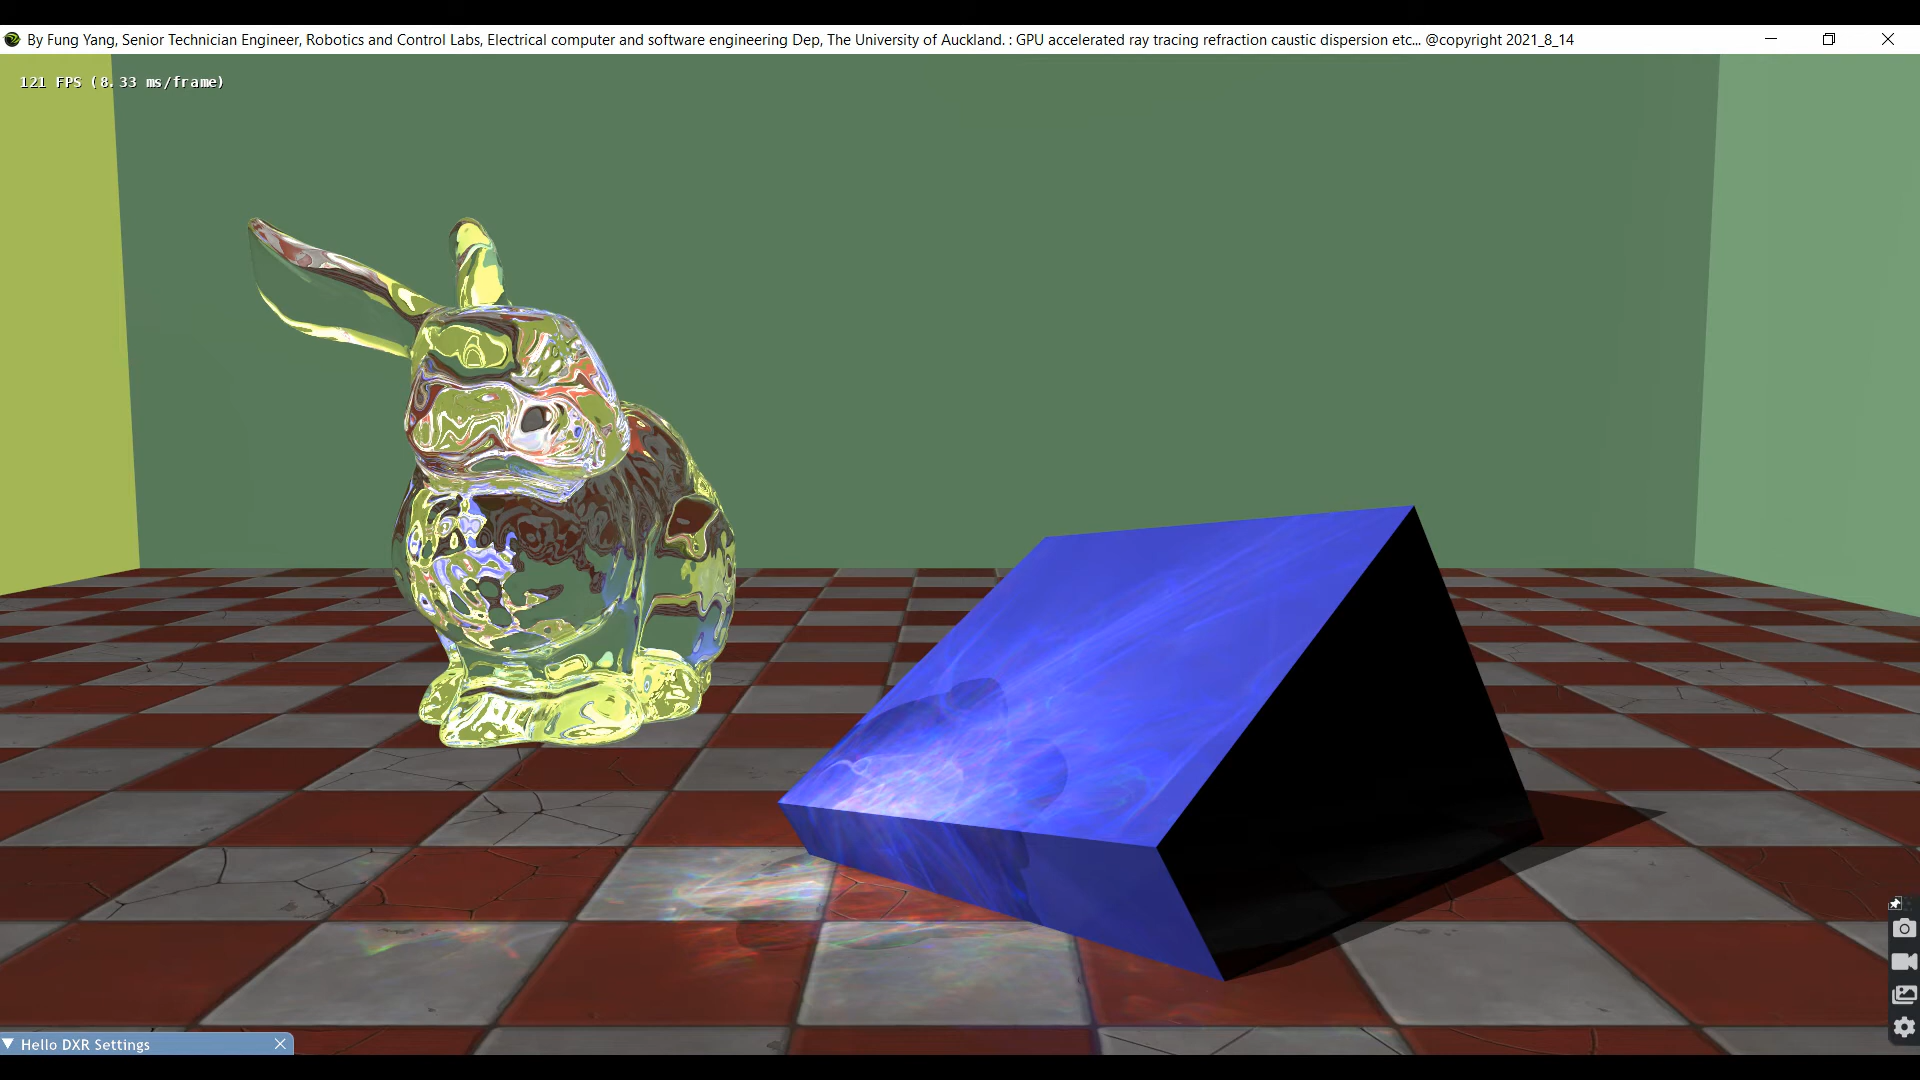 By Fung Yang, Senior Technician Engineer, Robotics and Control Labs, Electrical computer and software engineering Dep, The University of Auckland. : GPU accelerated ray tracing refraction caustic dispersion etc... @copyright 2021_8_14
121 FPS (8.33 ms/frame)
Hello DXR Settings